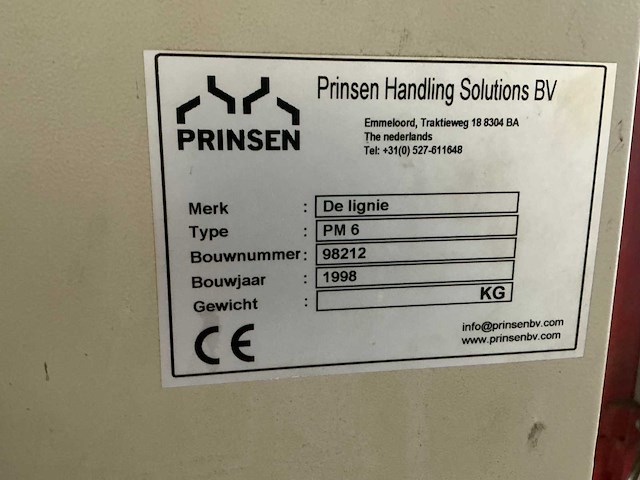 PRINSEN
Prinsen Handling Solutions BV
Emmeloord, Traktieweg 18 8304 BA
The nederlands
Tel: +31(0) 527-611648
Merk : De lignie
Type : PM 6
Bouwnummer: 98212
Bouwjaar : 1998
Gewicht : KG
CE
info@prinsenbv.com
www.prinsenbv.com